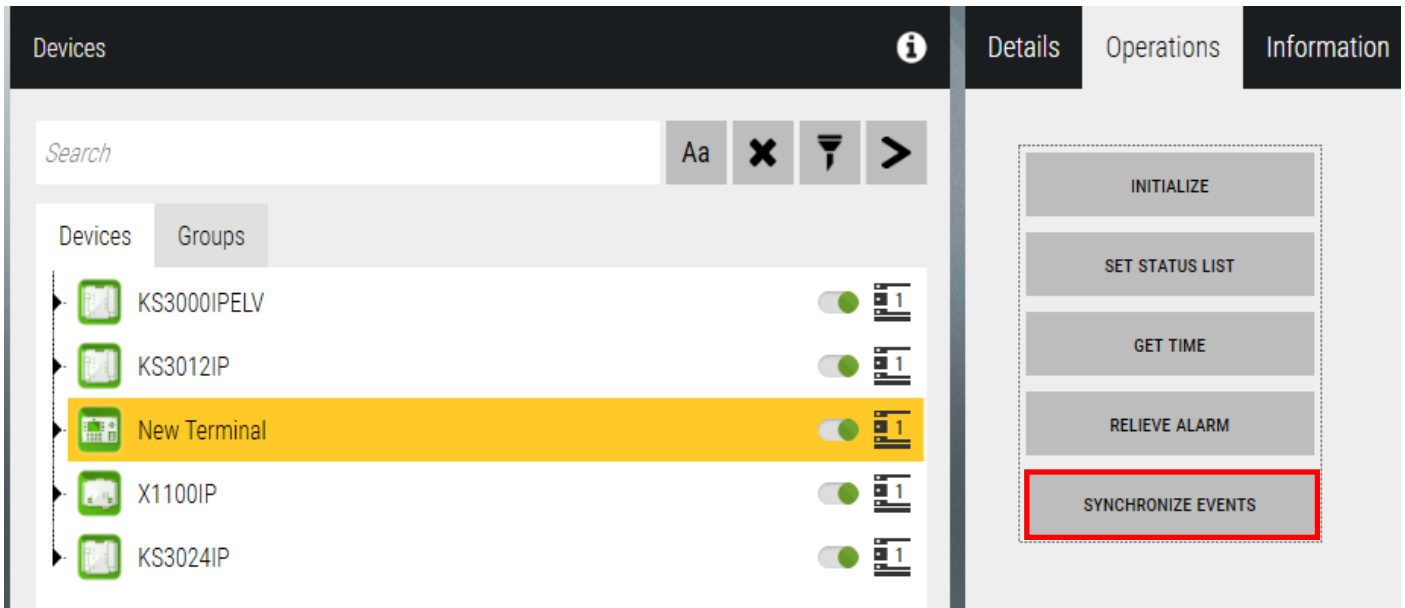 Devices
Details Operations Information
Search
Aa
Devices Groups
KS3000IPELV 1
KS3012IP 1
New Terminal 1
X1100IP 1
KS3024IP 1
INITIALIZE
SET STATUS LIST
GET TIME
RELIEVE ALARM
SYNCHRONIZE EVENTS